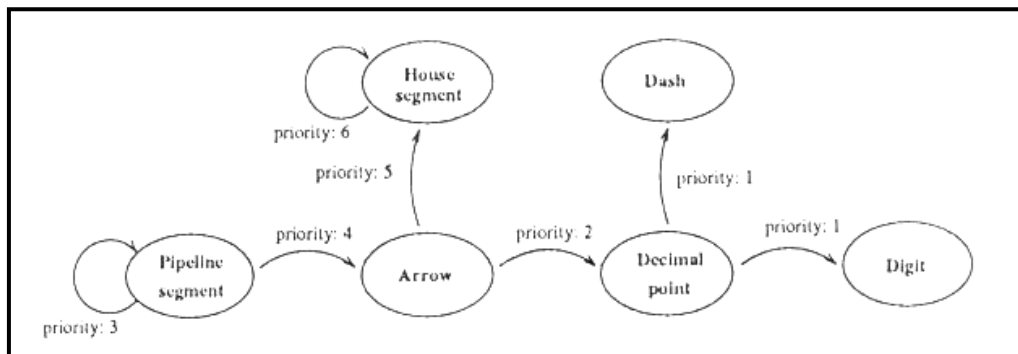 House
segment
Dash
priority: 6
priority: 5
priority: 1
priority: 4
priority: 2
priority: 1
Pipeline
segment
Arrow
Decimal
point
Digit
priority: 3